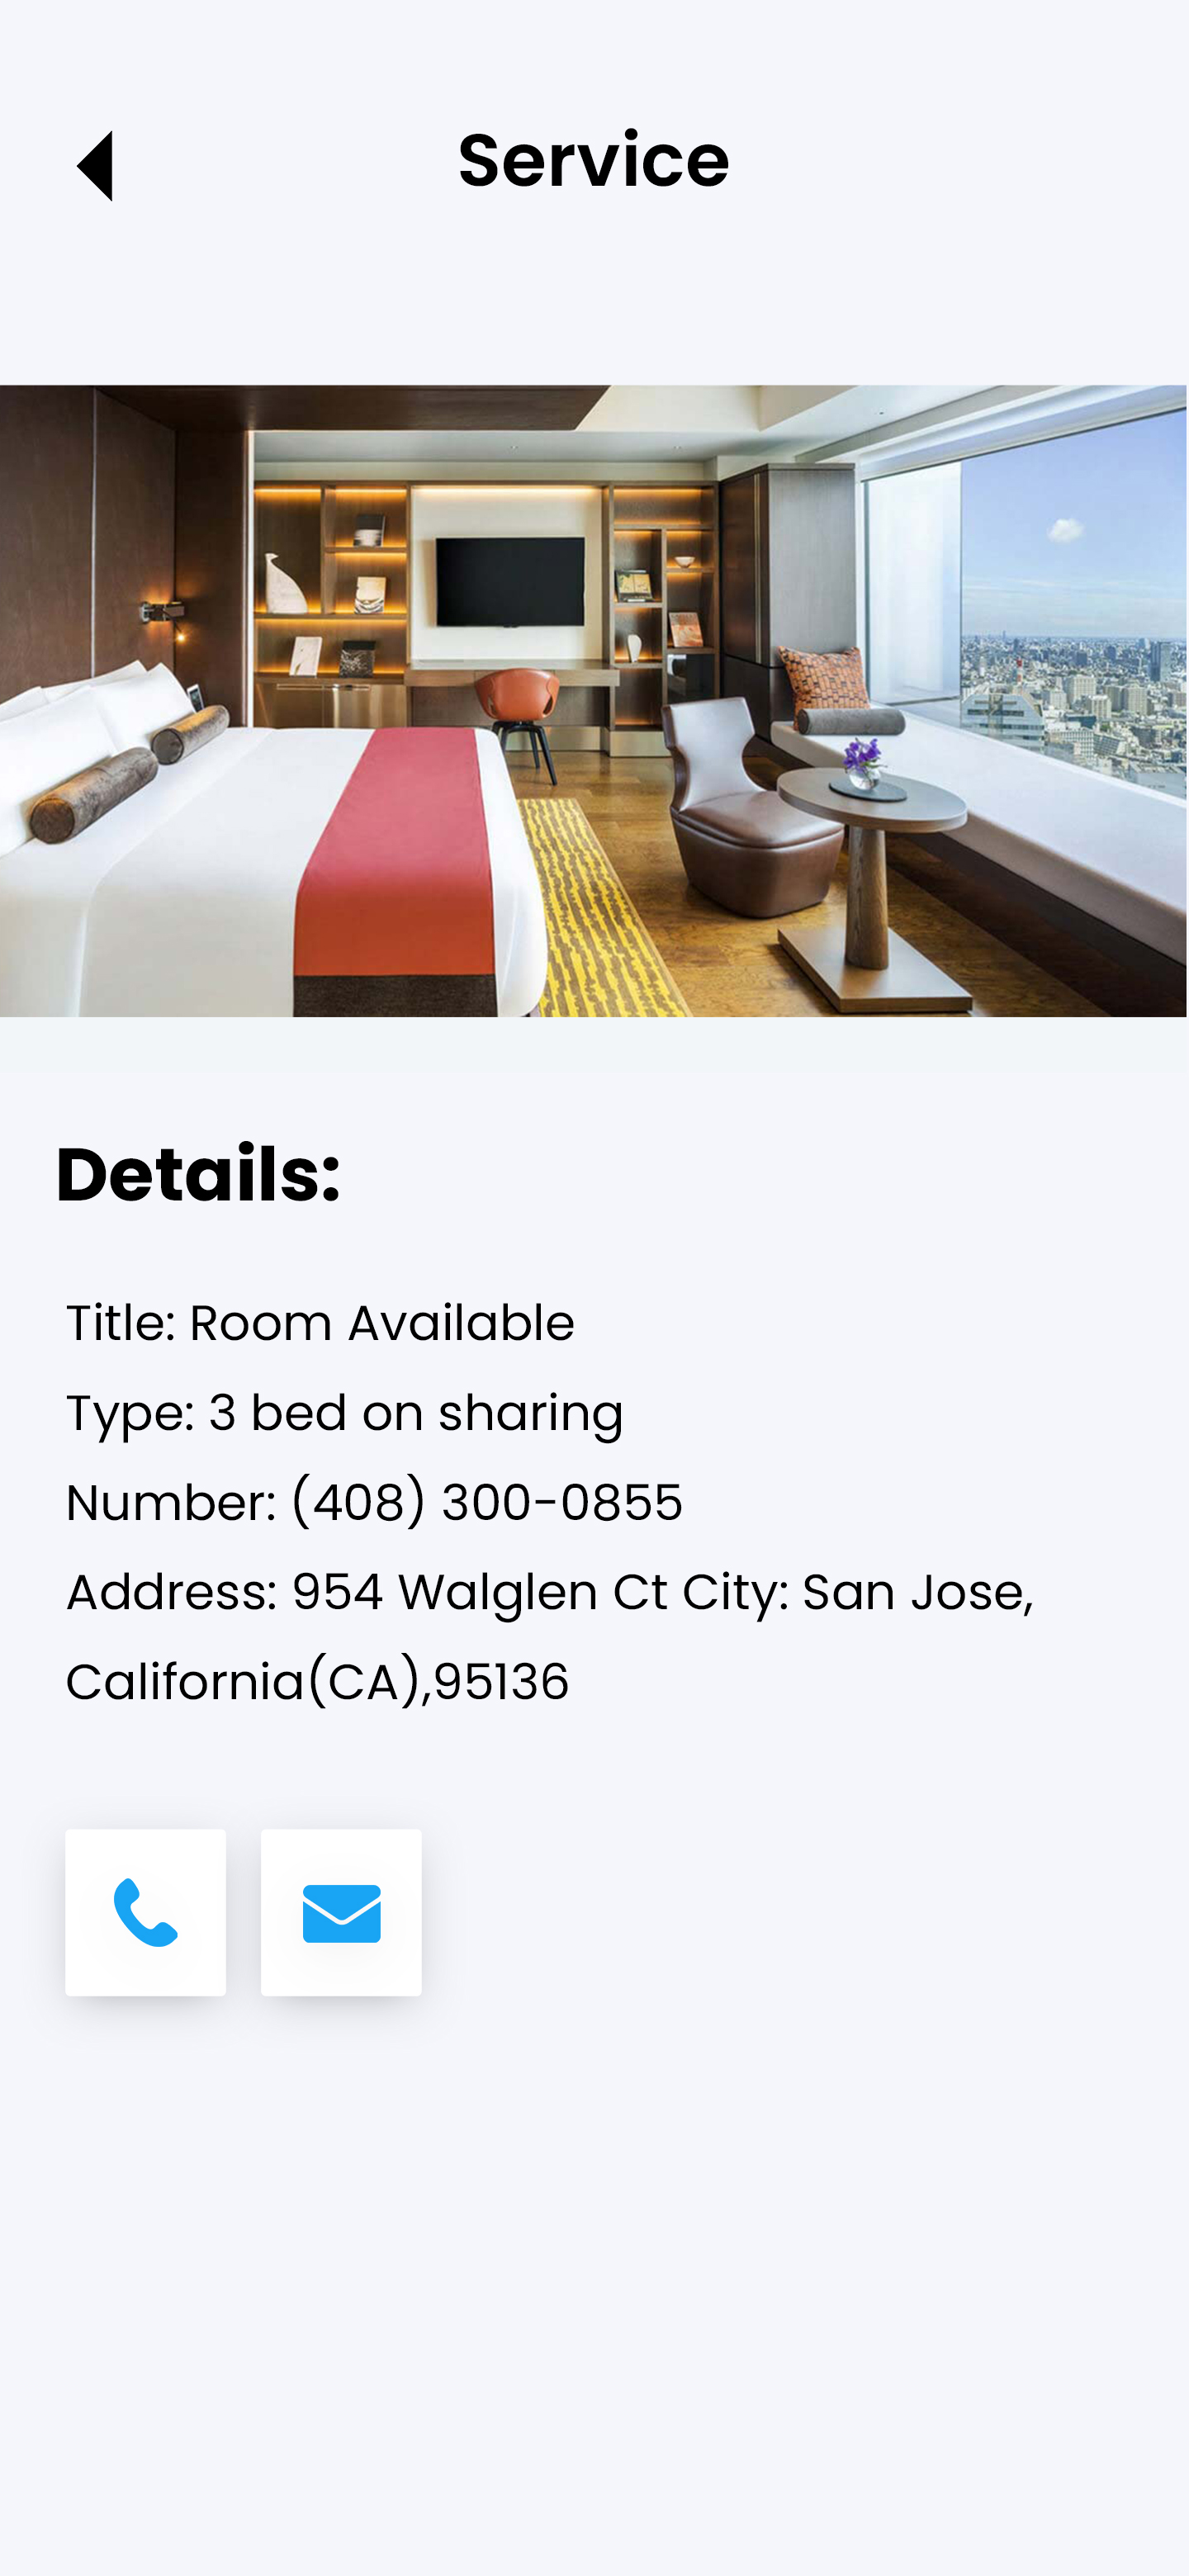 Service
Details:
Title: Room Available
Type: 3 bed on sharing
Number: (408) 300-0855
Address: 954 Walglen Ct City: San Jose,
California(CA),95136